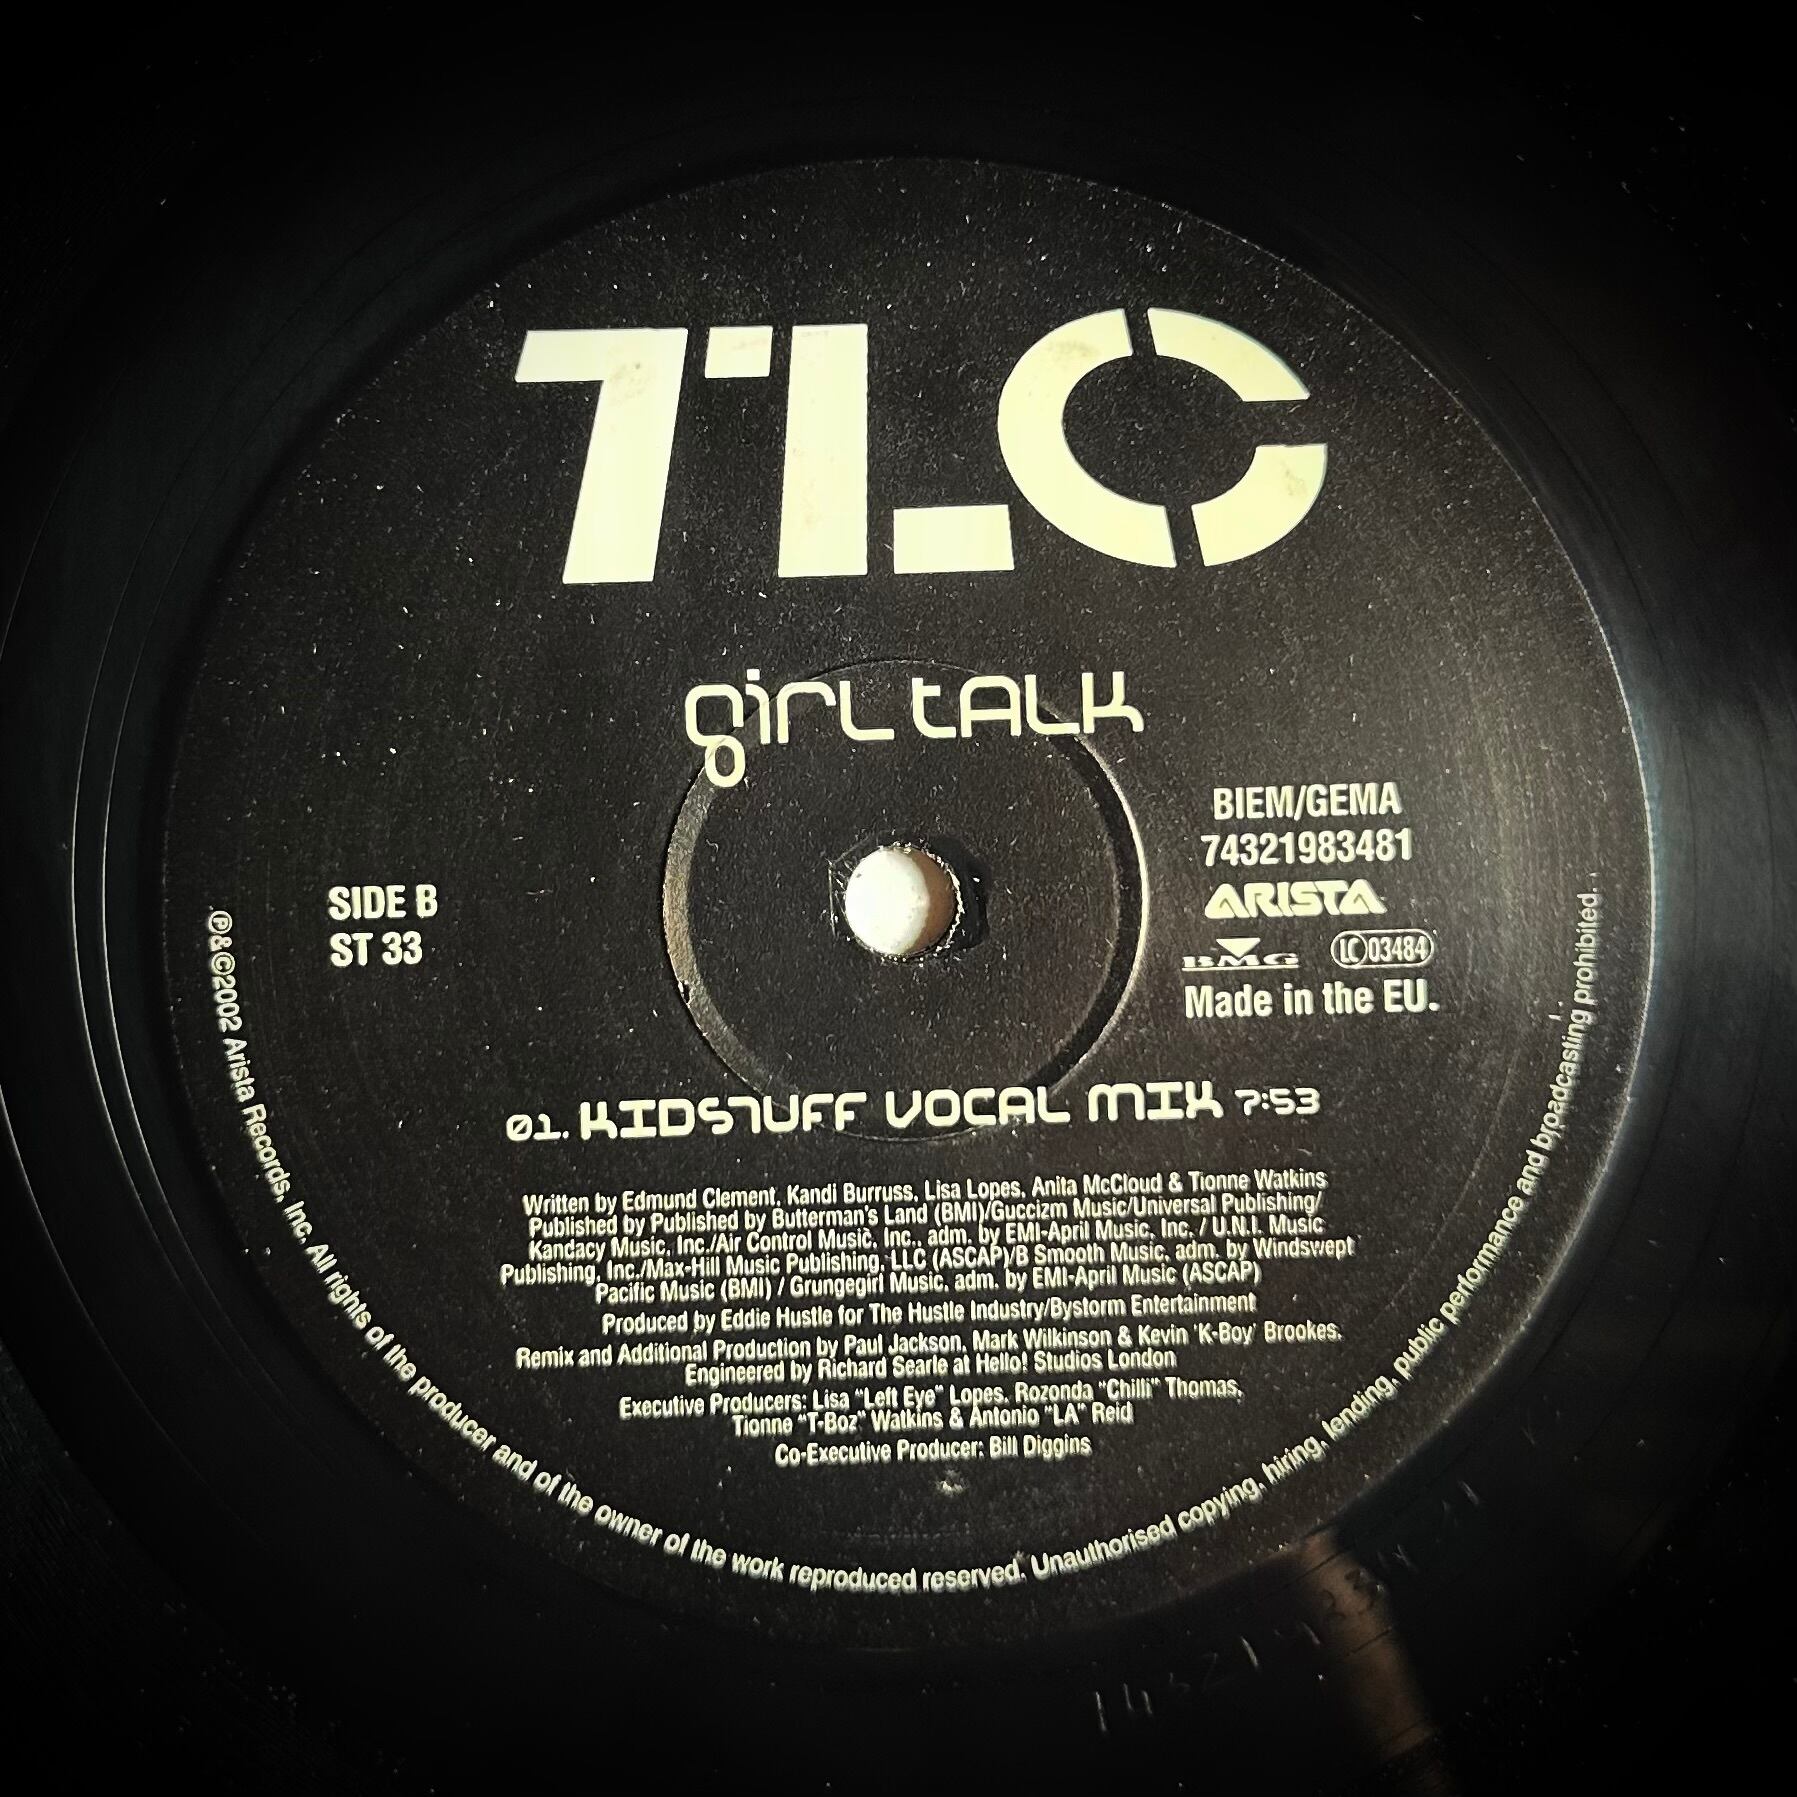 TLC
girl tALK
BIEM/GEMA
74321983481
ARISTA
BMG LC 03484
Made in the EU.
SIDE B
ST 33
01. KIDSTUFF VOCAL MIX 7:53
Written by Edmund Clement, Kandi Burruss, Lisa Lopes, Anita McCloud & Tionne Watkins
Published by Published by Butterman's Land (BMI)/Guccizm Music/Universal Publishing/
Kandacy Music, Inc./Air Control Music, Inc., adm. by EMI-April Music, Inc. / U.N.I. Music
Publishing, Inc./Max-Hill Music Publishing, LLC (ASCAP)/B Smooth Music, adm. by Windswept
Pacific Music (BMI) / Grungegirl Music, adm. by EMI-April Music (ASCAP)
Produced by Eddie Hustle for The Hustle Industry/Bystorm Entertainment
Remix and Additional Production by Paul Jackson, Mark Wilkinson & Kevin 'K-Boy' Brookes.
Engineered by Richard Searle at Hello! Studios London
Executive Producers: Lisa "Left Eye" Lopes, Rozonda "Chilli" Thomas,
Tionne "T-Boz" Watkins & Antonio "LA" Reid
Co-Executive Producer: Bill Diggins
℗&©2002 Arista Records, Inc. All rights of the producer and of the owner of the work reproduced reserved. Unauthorised copying, hiring, lending, public performance and broadcasting prohibited.